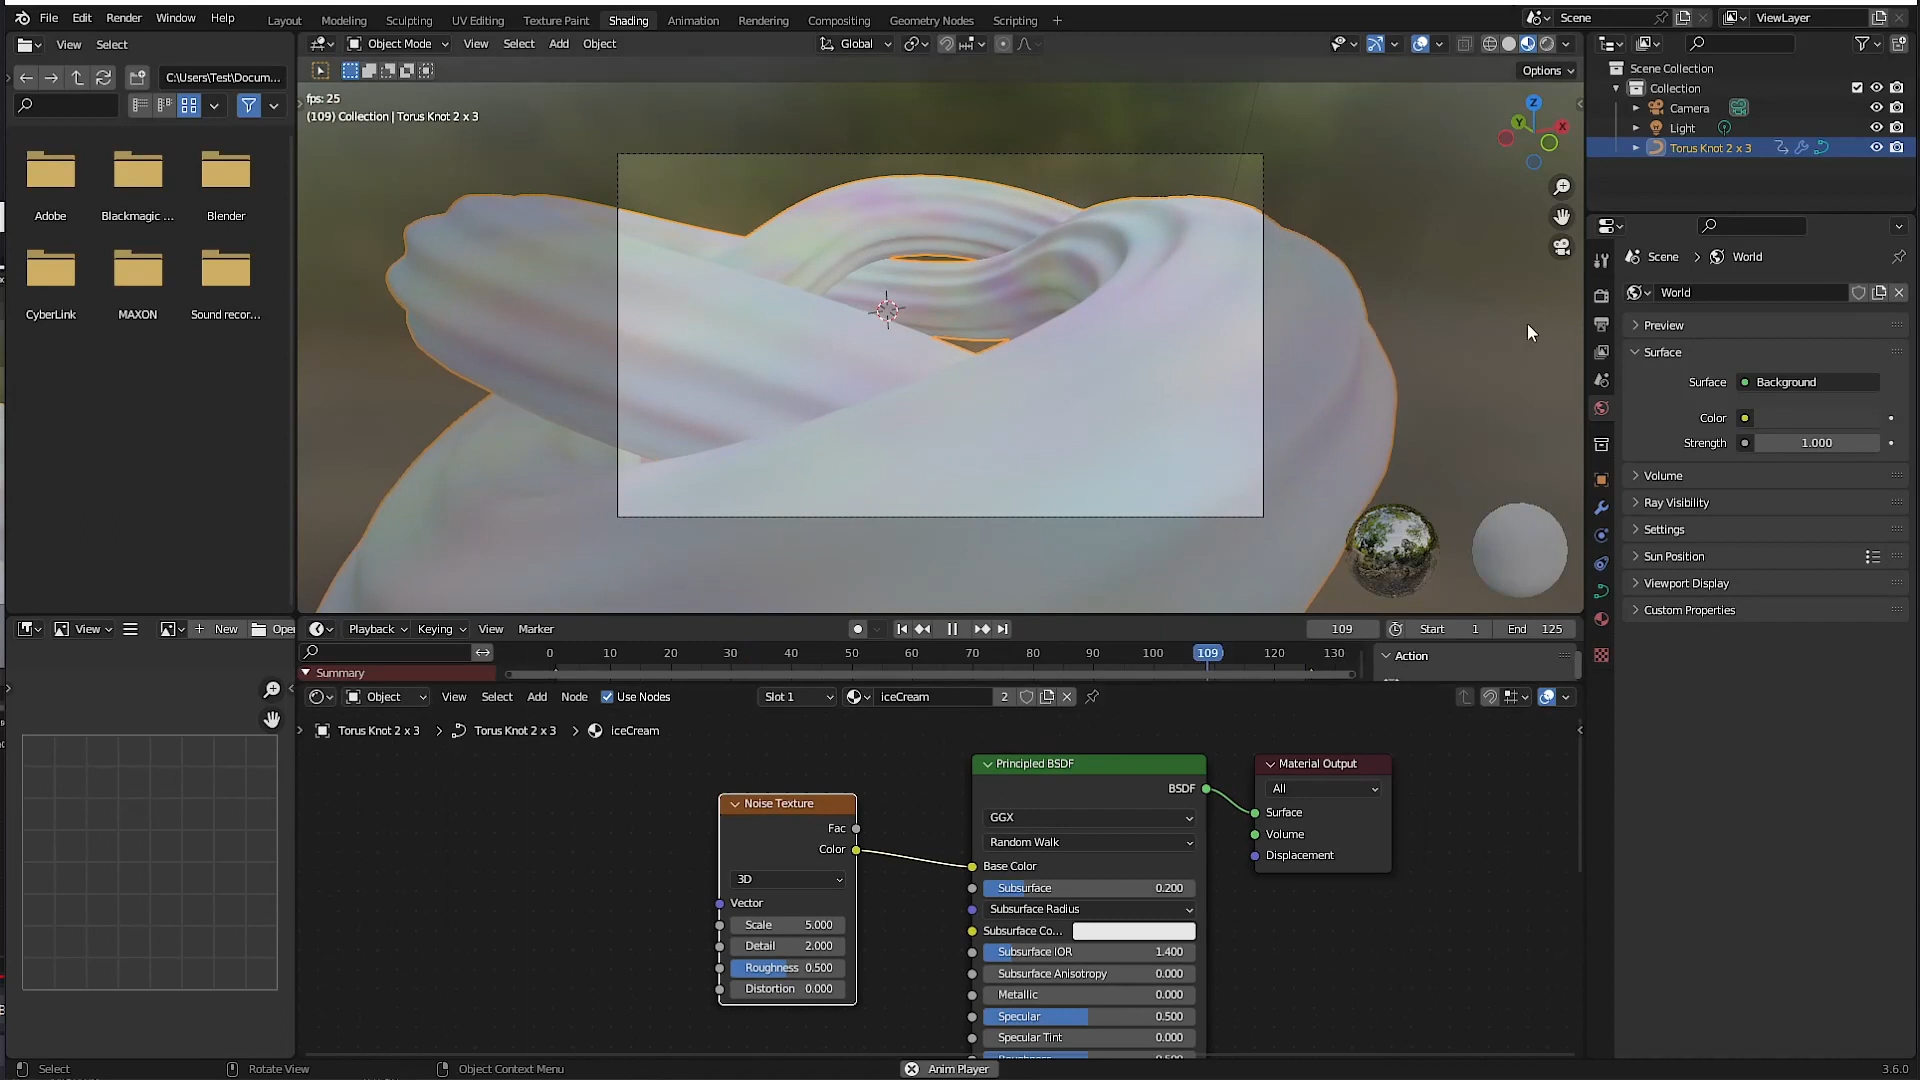 File Edit Render Window Help Layout Modeling Sculpting UV Editing Texture Paint Shading Animation Rendering Compositing Geometry Nodes Scripting + Scene ViewLayer
View Select Object Mode View Select Add Object Global
C:\Users\Test\Docum... Options
fps: 25
(109) Collection | Torus Knot 2 x 3
Z
Y
X
Adobe Blackmagic ... Blender
CyberLink MAXON Sound recor...
Scene Collection
Collection
Camera
Light
Torus Knot 2 x 3
Scene > World
World
Preview
Surface
Surface Background
Color
Strength 1.000
Volume
Ray Visibility
Settings
Sun Position
Viewport Display
Custom Properties
View + New Open
Playback Keying View Marker 109 Start 1 End 125
0 10 20 30 40 50 60 70 80 90 100 109 120 130
Summary
Action
Object View Select Add Node Use Nodes Slot 1 iceCream 2
Torus Knot 2 x 3 > Torus Knot 2 x 3 > iceCream
Noise Texture
Fac
Color
3D
Vector
Scale 5.000
Detail 2.000
Roughness 0.500
Distortion 0.000
Principled BSDF
BSDF
GGX
Random Walk
Base Color
Subsurface 0.200
Subsurface Radius
Subsurface Co...
Subsurface IOR 1.400
Subsurface Anisotropy 0.000
Metallic 0.000
Specular 0.500
Specular Tint 0.000
Roughness 0.500
Material Output
All
Surface
Volume
Displacement
Select Rotate View Object Context Menu Anim Player 3.6.0